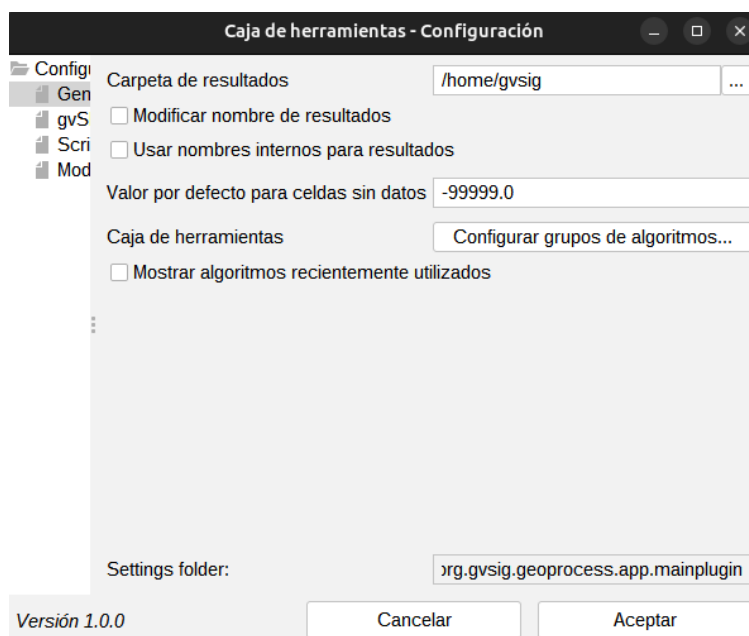 Caja de herramientas - Configuración
Configu
Gen
gvS
Scri
Mod
Carpeta de resultados /home/gvsig ...
Modificar nombre de resultados
Usar nombres internos para resultados
Valor por defecto para celdas sin datos -99999.0
Caja de herramientas Configurar grupos de algoritmos...
Mostrar algoritmos recientemente utilizados
Settings folder: org.gvsig.geoprocess.app.mainplugin
Versión 1.0.0 Cancelar Aceptar